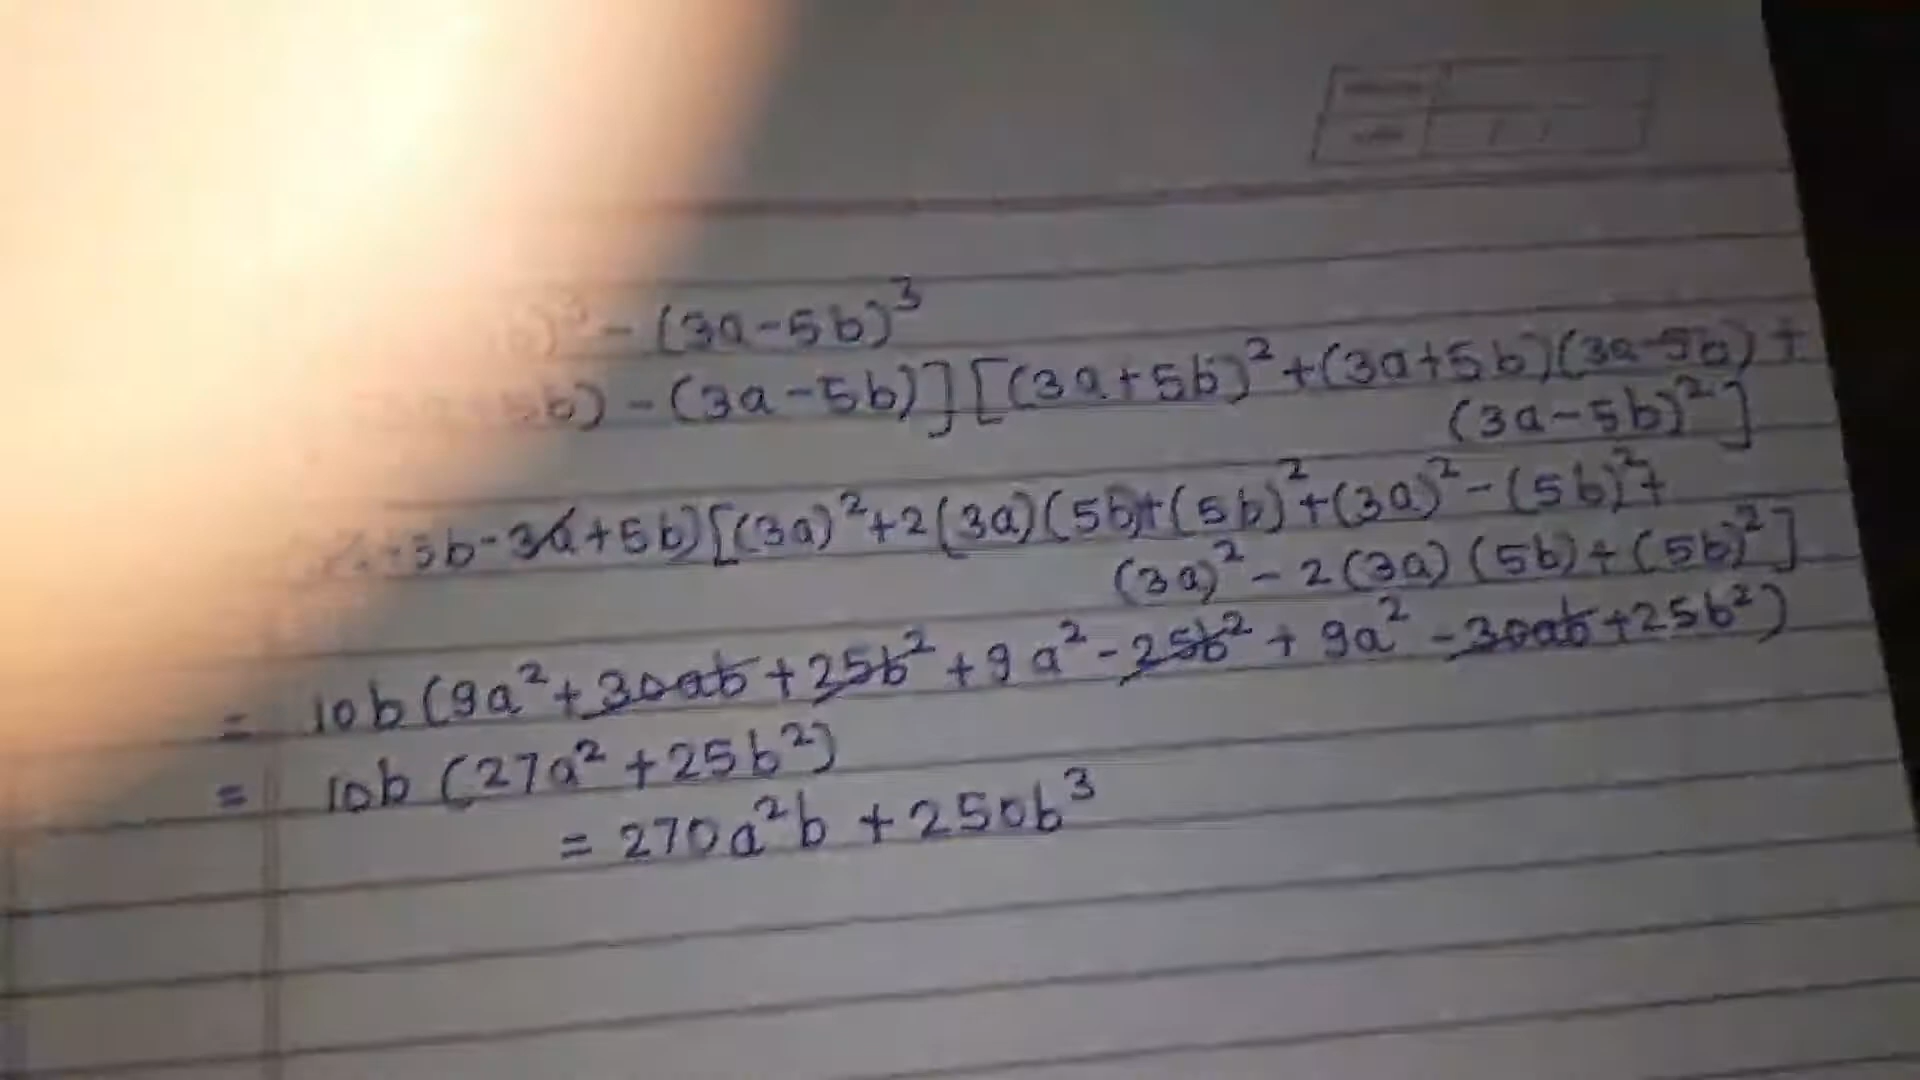 b)³ - (3a-5b)³
5b) - (3a-5b)] [(3a+5b)² + (3a+5b)(3a-5b) +
(3a-5b)²]
5b-3a+5b) [(3a)²+2(3a)(5b)+(5b)²+(3a)²-(5b)²+
(3a)²-2(3a)(5b)+(5b)²]
= 10b (9a²+30ab+25b²+9a²-25b²+9a²-30ab+25b²)
= 10b (27a²+25b²)
= 270a²b + 250b³